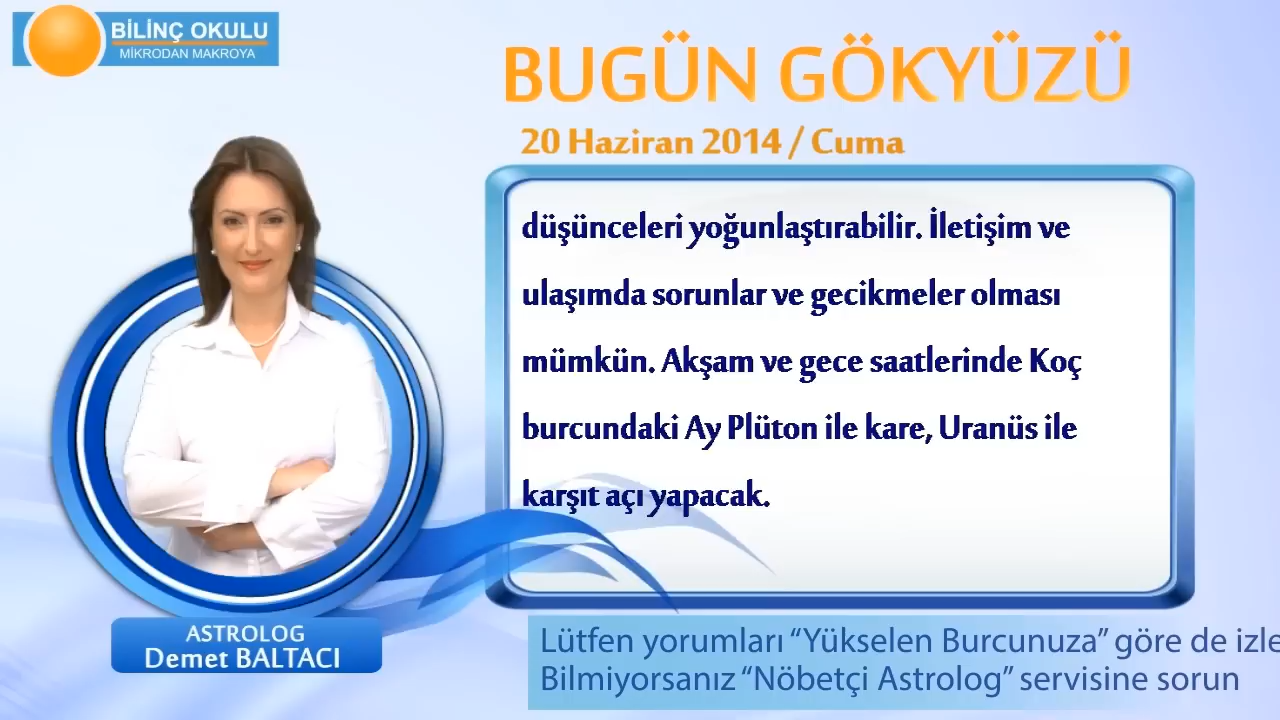 BİLİNÇ OKULU
MİKRODAN MAKROYA
BUGÜN GÖKYÜZÜ
20 Haziran 2014 / Cuma
düşünceleri yoğunlaştırabilir. İletişim ve
ulaşımda sorunlar ve gecikmeler olması
mümkün. Akşam ve gece saatlerinde Koç
burcundaki Ay Plüton ile kare, Uranüs ile
karşıt açı yapacak.
ASTROLOG
Demet BALTACI
Lütfen yorumları “Yükselen Burcunuza” göre de izle
Bilmiyorsanız “Nöbetçi Astrolog” servisine sorun